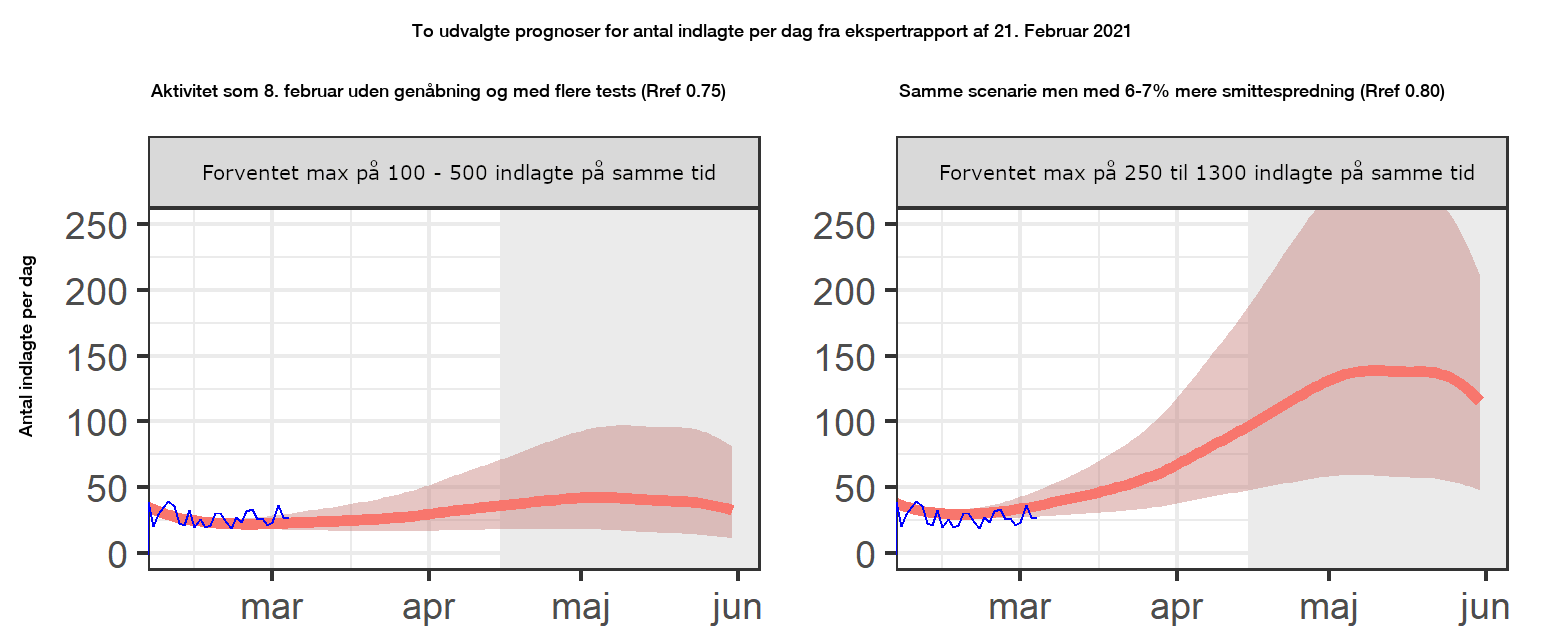 To udvalgte prognoser for antal indlagte per dag fra ekspertrapport af 21. Februar 2021
Aktivitet som 8. februar uden genåbning og med flere tests (Rref 0.75)
Forventet max på 100 - 500 indlagte på samme tid
Antal indlagte per dag
250
200
150
100
50
0
mar apr maj jun
Samme scenarie men med 6-7% mere smittespredning (Rref 0.80)
Forventet max på 250 til 1300 indlagte på samme tid
250
200
150
100
50
0
mar apr maj jun